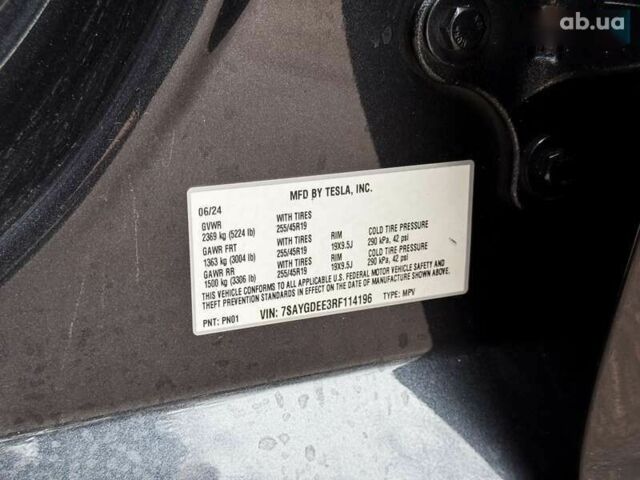 ab.ua
MFD BY TESLA, INC.
06/24
GVWR WITH TIRES
2369 kg (5224 lb) 255/45R19 RIM COLD TIRE PRESSURE
GAWR FRT WITH TIRES 19X9.5J 290 kPa, 42 psi
1363 kg (3004 lb) 255/45R19 RIM COLD TIRE PRESSURE
GAWR RR WITH TIRES 19X9.5J 290 kPa, 42 psi
1500 kg (3306 lb) 255/45R19
THIS VEHICLE CONFORMS TO ALL APPLICABLE U.S. FEDERAL MOTOR VEHICLE SAFETY AND
THEFT PREVENTION STANDARDS IN EFFECT ON THE DATE OF MANUFACTURE SHOWN ABOVE.
PNT: PN01 VIN: 7SAYGDEE3RF114196 TYPE: MPV